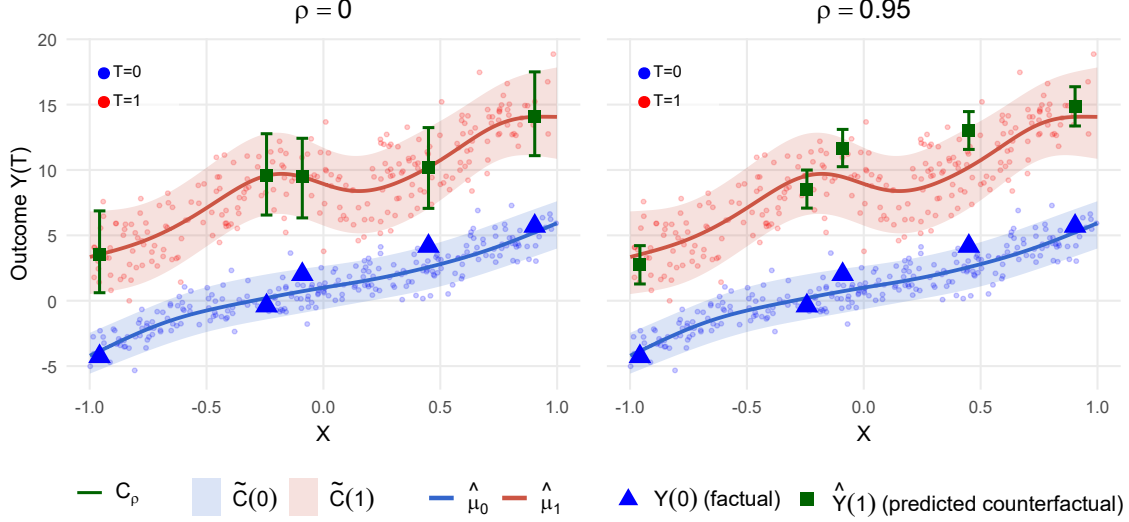 ρ = 0
ρ = 0.95
Outcome Y(T)
20
15
10
5
0
-5
T=0
T=1
T=0
T=1
-1.0 -0.5 0.0 0.5 1.0
-1.0 -0.5 0.0 0.5 1.0
X
X
C_ρ C̃(0) C̃(1) μ̂₀ μ̂₁ Y(0) (factual) Ŷ(1) (predicted counterfactual)